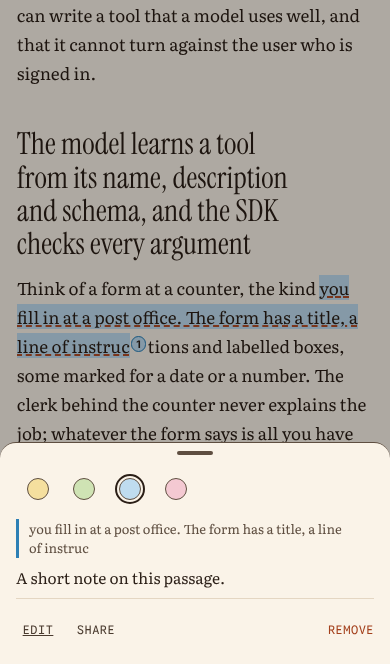 can write a tool that a model uses well, and
that it cannot turn against the user who is
signed in.
The model learns a tool
from its name, description
and schema, and the SDK
checks every argument
Think of a form at a counter, the kind you
fill in at a post office. The form has a title, a
line of instruc1tions and labelled boxes,
some marked for a date or a number. The
clerk behind the counter never explains the
job; whatever the form says is all you have
you fill in at a post office. The form has a title, a line
of instruc
A short note on this passage.
EDIT SHARE REMOVE